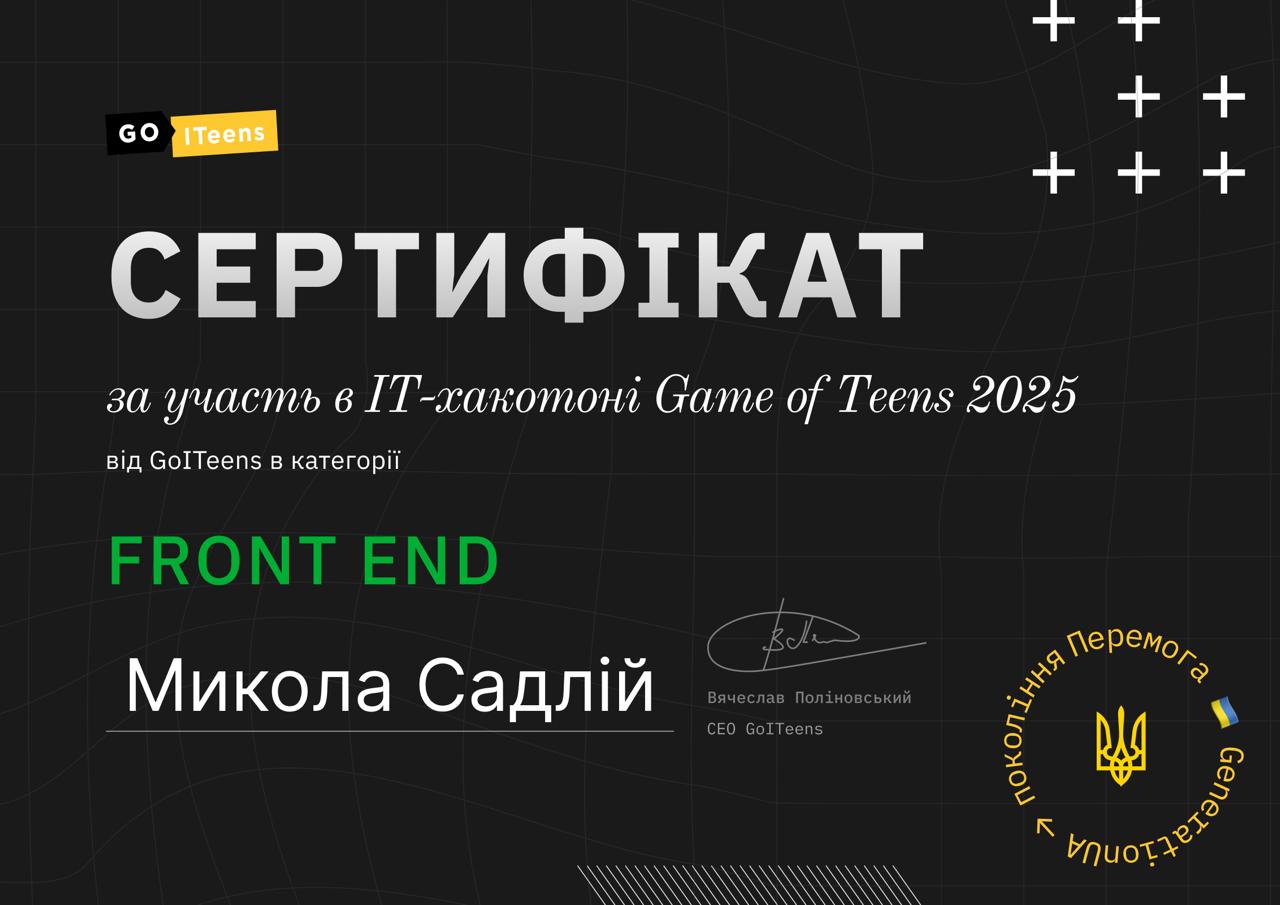 GO ITeens
СЕРТИФІКАТ
за участь в IT-хакотоні Game of Teens 2025
від GoITeens в категорії
FRONT END
Микола Садлій
Вячеслав Поліновський
CEO GoITeens
покоління Перемога
GenerationUA